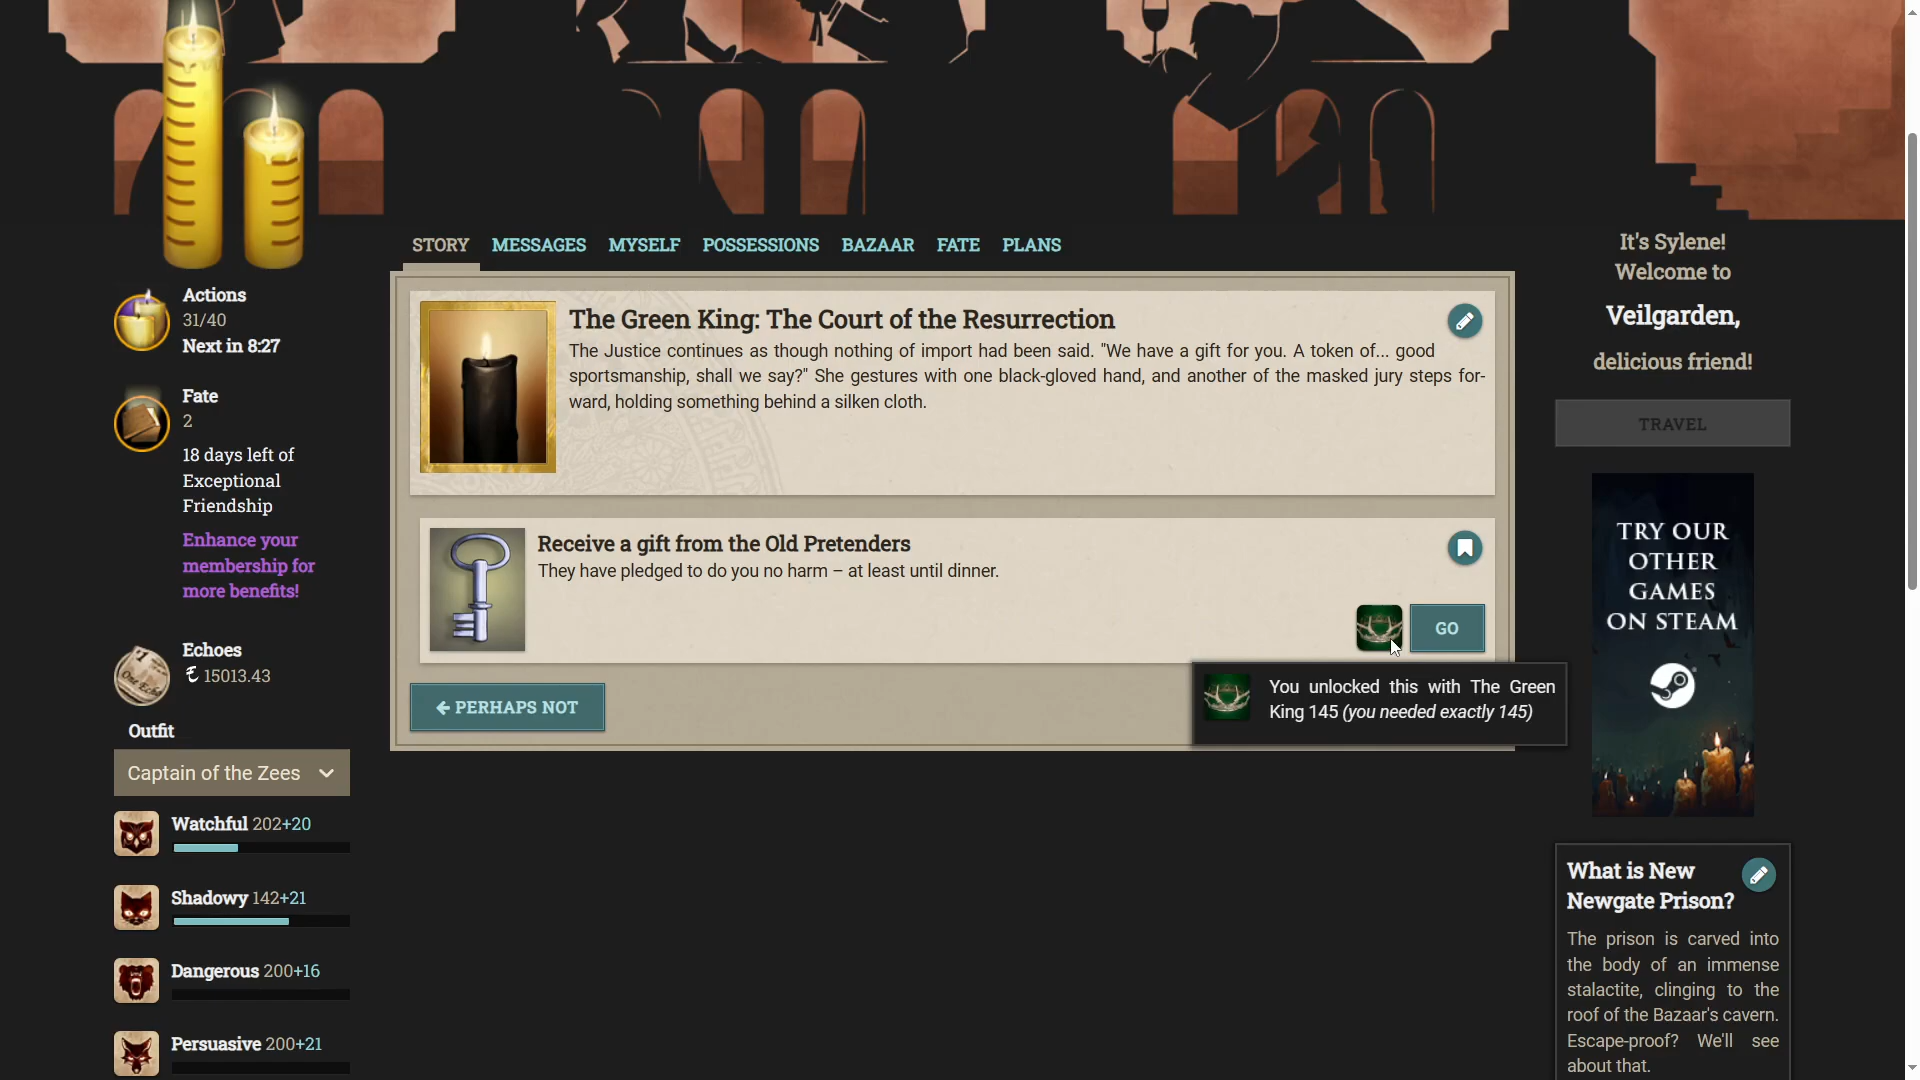 STORY MESSAGES MYSELF POSSESSIONS BAZAAR FATE PLANS
Actions
31/40
Next in 8:27
Fate
2
18 days left of
Exceptional
Friendship
Enhance your
membership for
more benefits!
Echoes
15013.43
Outfit
Captain of the Zees
Watchful 202+20
Shadowy 142+21
Dangerous 200+16
Persuasive 200+21
The Green King: The Court of the Resurrection
The Justice continues as though nothing of import had been said. "We have a gift for you. A token of... good
sportsmanship, shall we say?" She gestures with one black-gloved hand, and another of the masked jury steps for-
ward, holding something behind a silken cloth.
Receive a gift from the Old Pretenders
They have pledged to do you no harm – at least until dinner.
GO
You unlocked this with The Green
King 145 (you needed exactly 145)
PERHAPS NOT
It's Sylene!
Welcome to
Veilgarden,
delicious friend!
TRAVEL
TRY OUR
OTHER
GAMES
ON STEAM
What is New
Newgate Prison?
The prison is carved into
the body of an immense
stalactite, clinging to the
roof of the Bazaar's cavern.
Escape-proof? We'll see
about that.